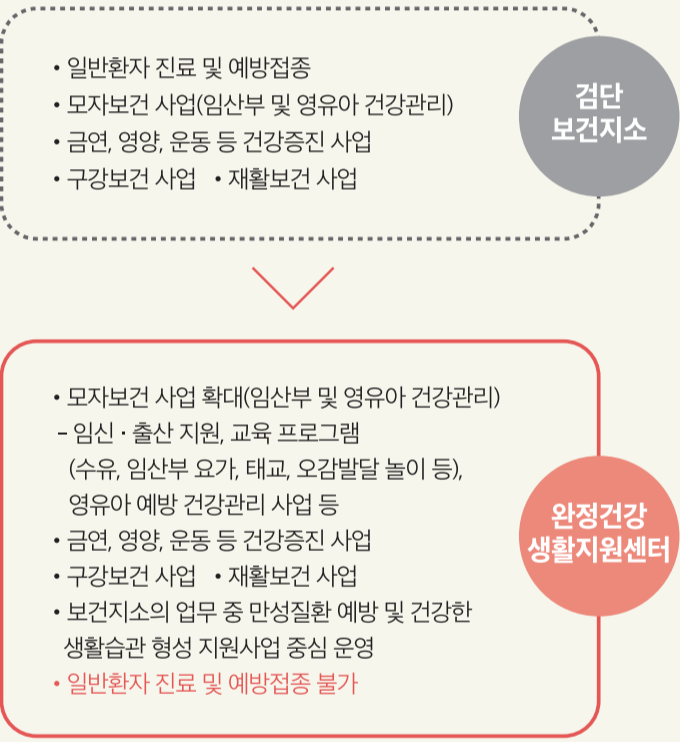 • 일반환자 진료 및 예방접종
• 모자보건 사업(임산부 및 영유아 건강관리)
• 금연, 영양, 운동 등 건강증진 사업
• 구강보건 사업 • 재활보건 사업
검단
보건지소
• 모자보건 사업 확대(임산부 및 영유아 건강관리)
– 임신 · 출산 지원, 교육 프로그램
(수유, 임산부 요가, 태교, 오감발달 놀이 등),
영유아 예방 건강관리 사업 등
• 금연, 영양, 운동 등 건강증진 사업
• 구강보건 사업 • 재활보건 사업
• 보건지소의 업무 중 만성질환 예방 및 건강한
생활습관 형성 지원사업 중심 운영
• 일반환자 진료 및 예방접종 불가
완정건강
생활지원센터